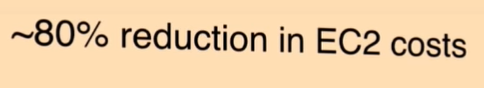 ~80% reduction in EC2 costs